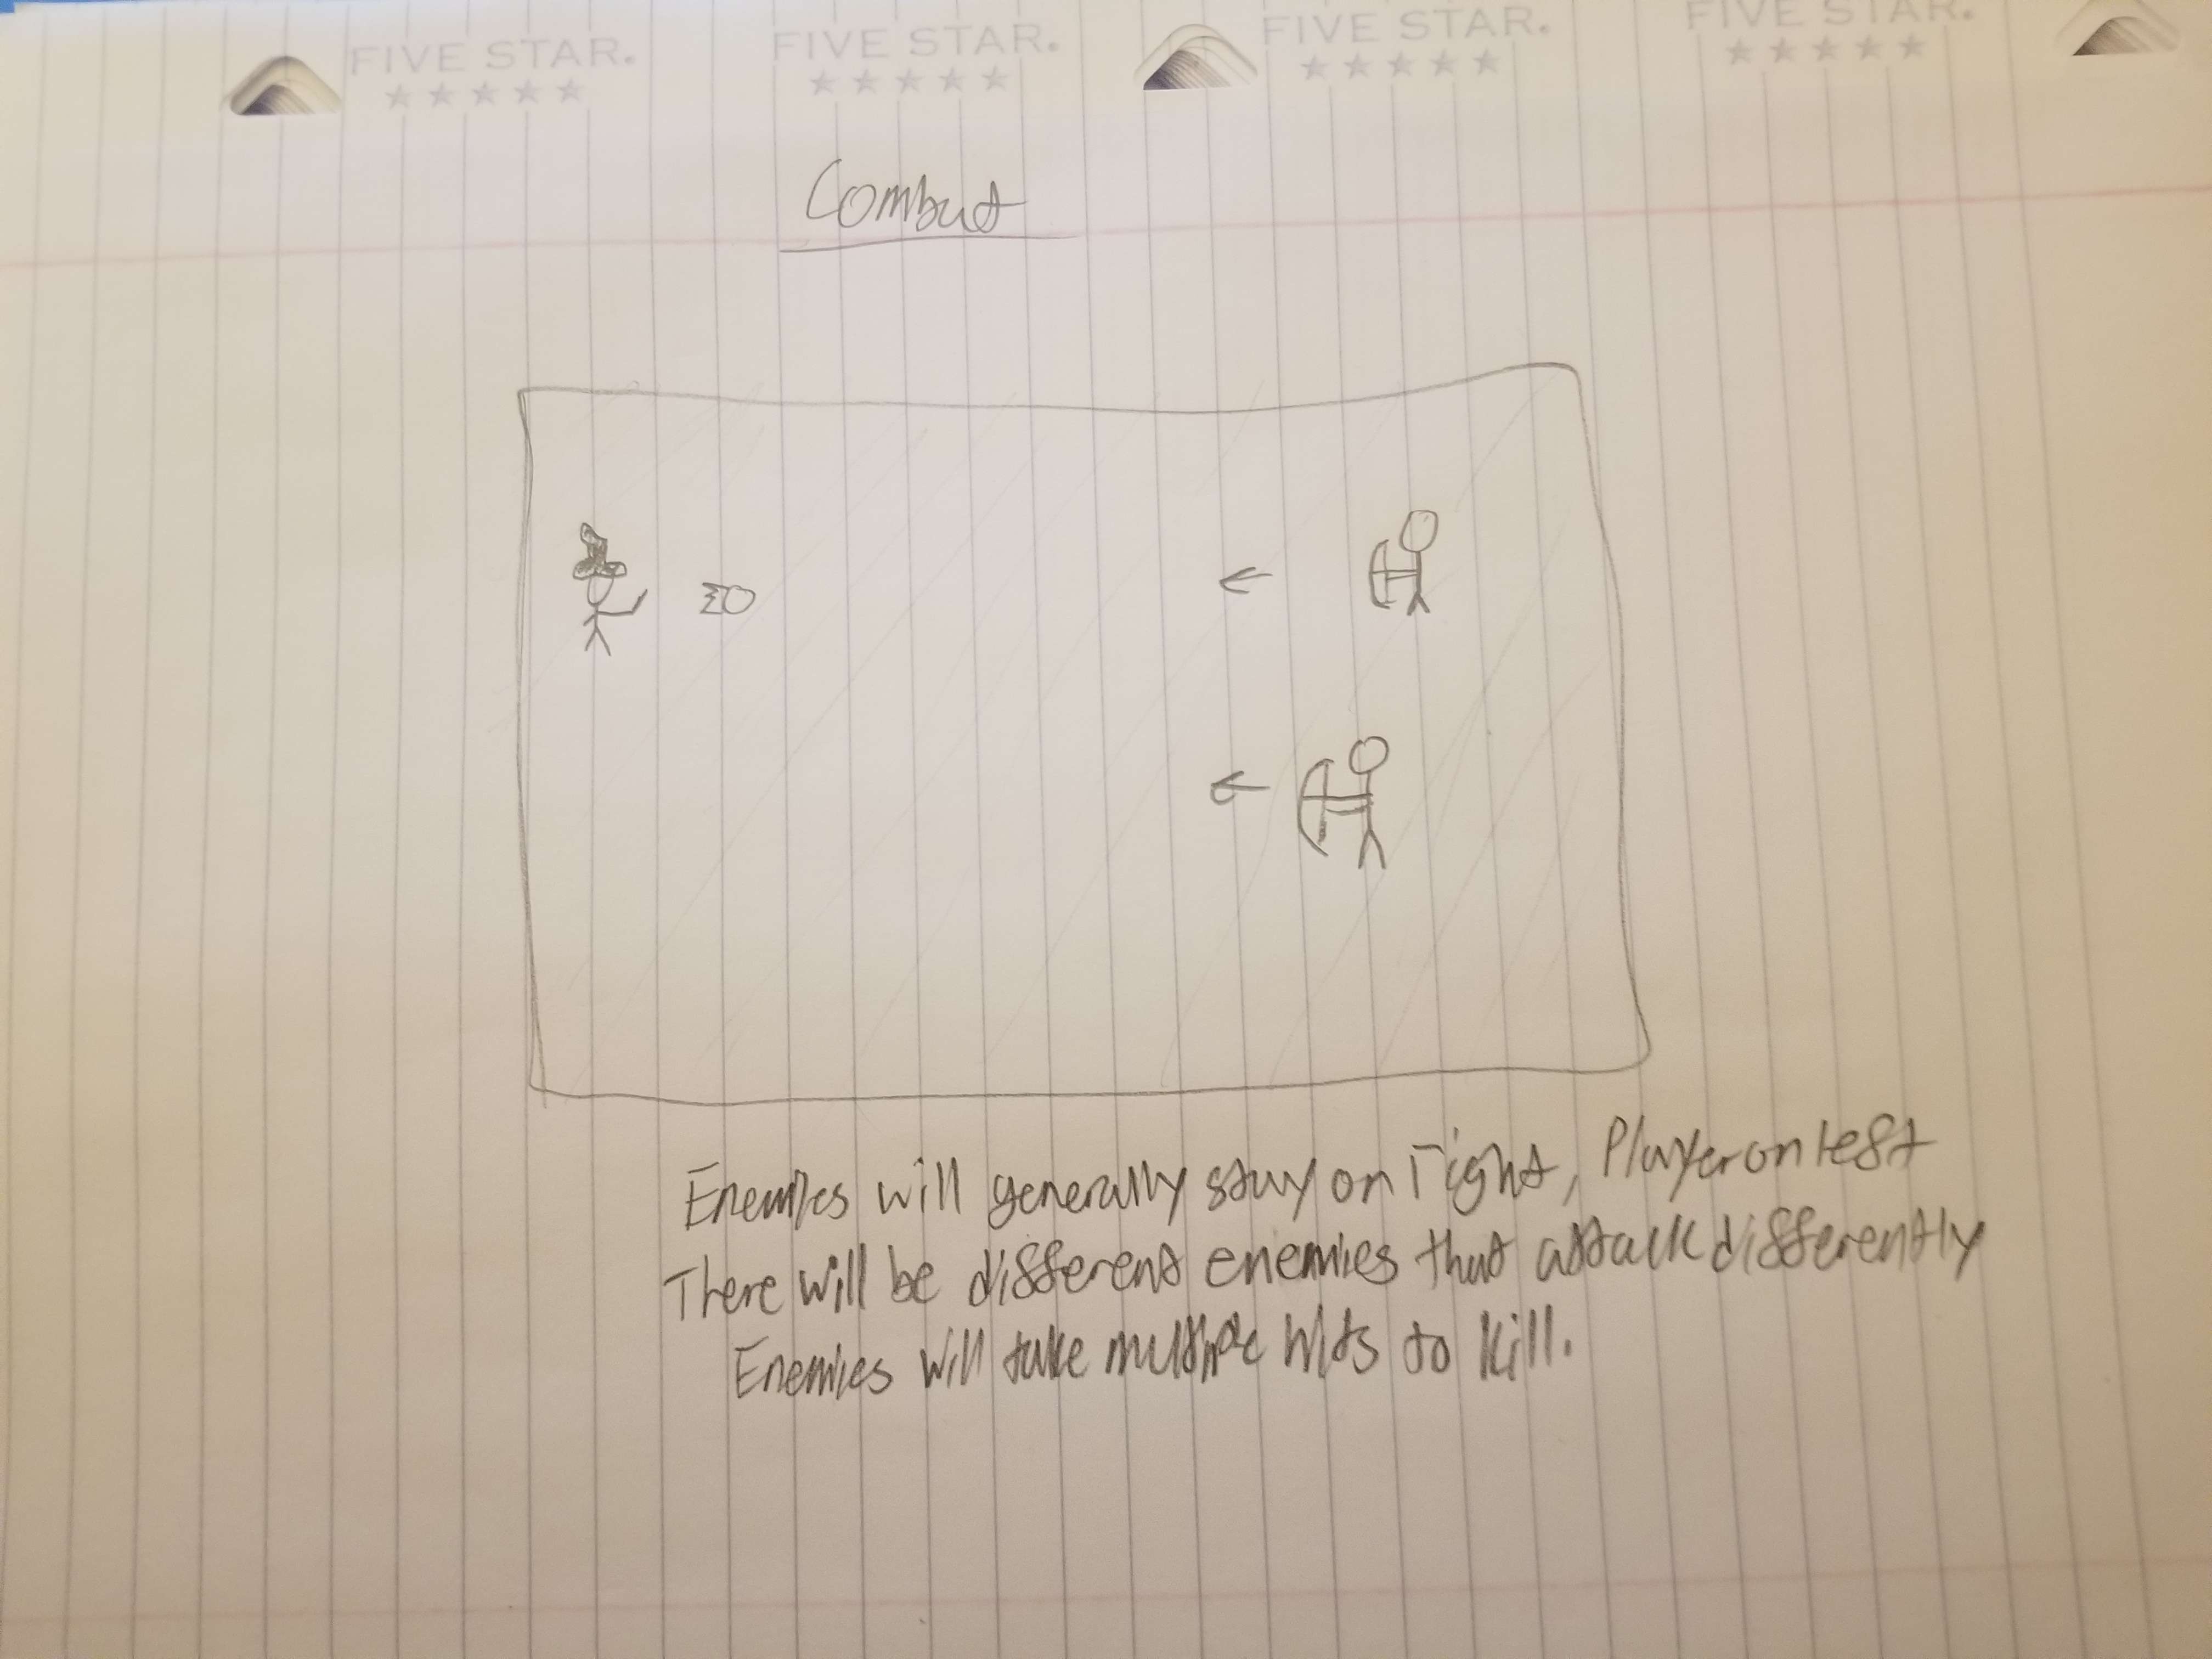 FIVE STAR. FIVE STAR. FIVE STAR. FIVE STAR.
Combat
Enemies will generally stay on right, Player on left
There will be different enemies that attack differently
Enemies will take multiple hits to kill.